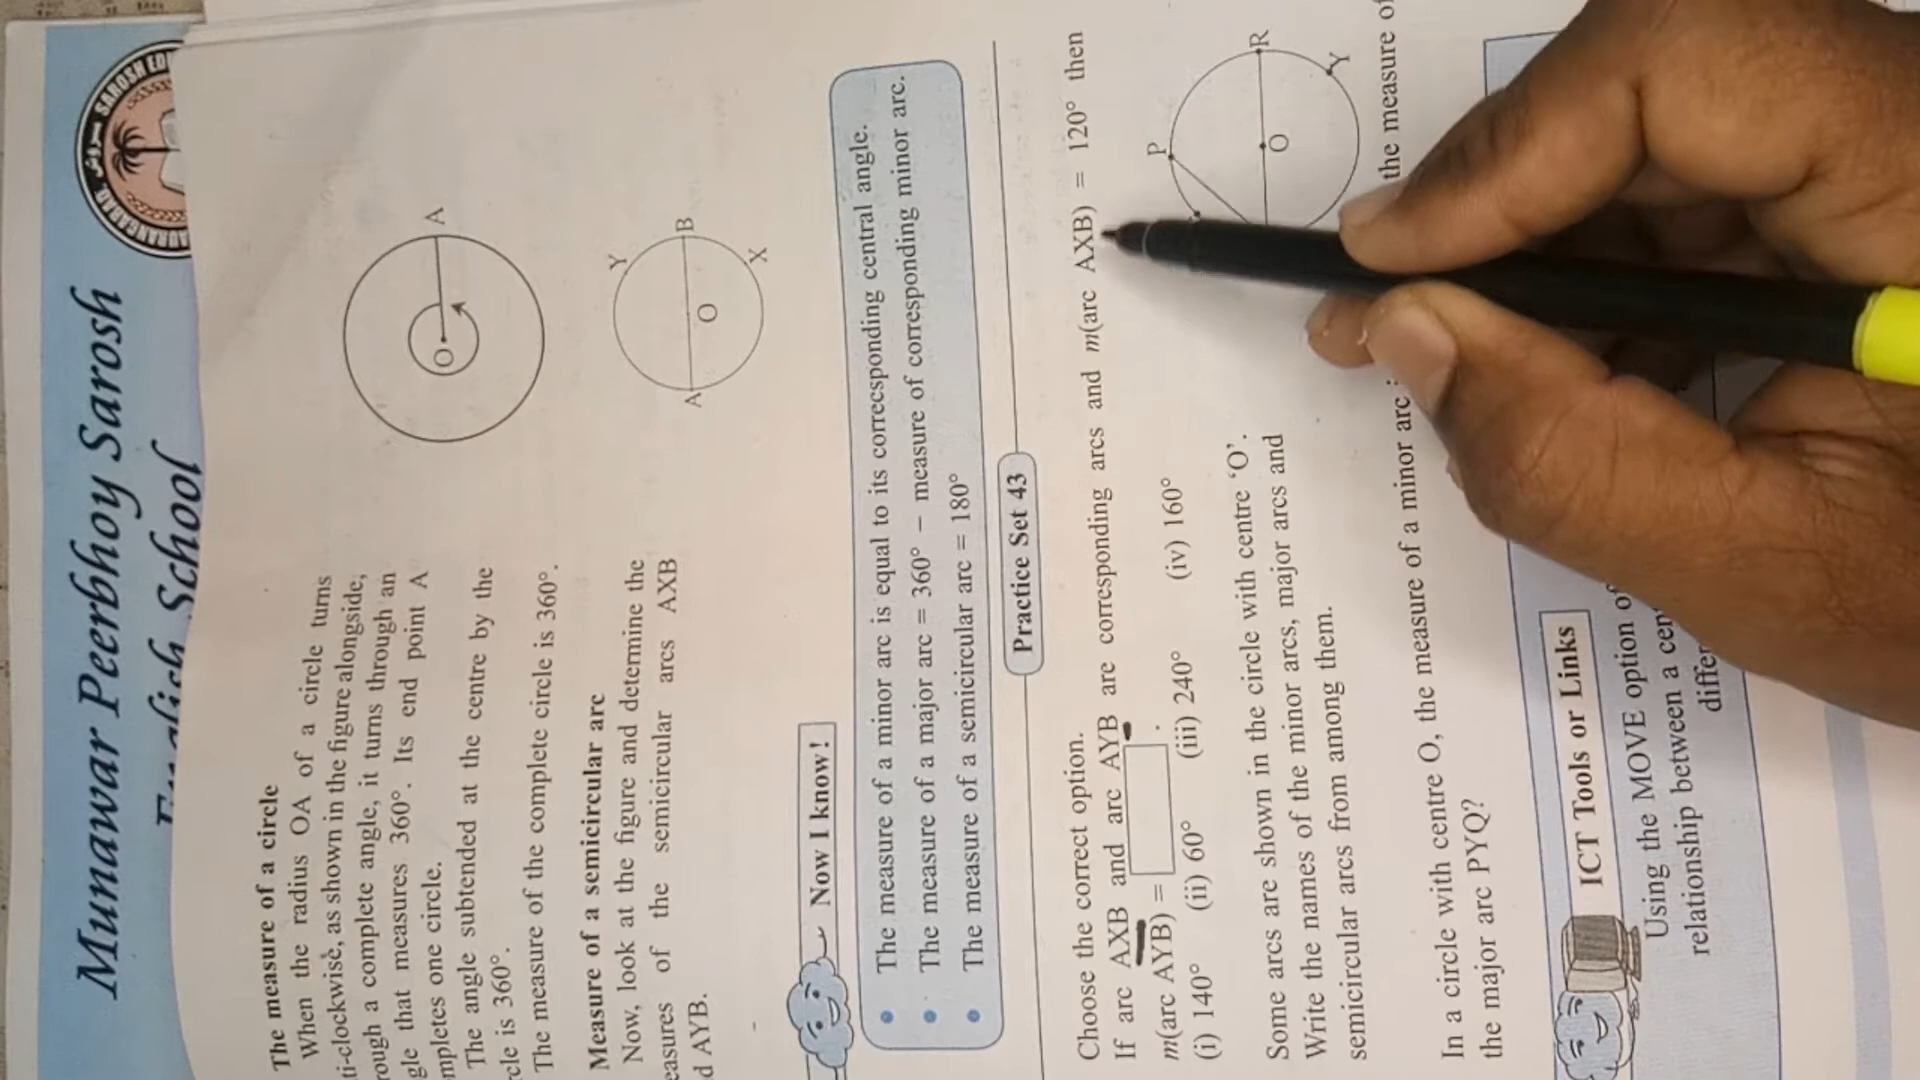 Munawar Peerbhoy Sarosh
English School
SAROSH ED
The measure of a circle
When the radius OA of a circle turns
ti-clockwise, as shown in the figure alongside,
rough a complete angle, it turns through an
gle that measures 360°. Its end point A
mpletes one circle.
The angle subtended at the centre by the
rcle is 360°.
The measure of the complete circle is 360°.
O
A
Measure of a semicircular arc
Now, look at the figure and determine the
easures of the semicircular arcs AXB
d AYB.
A
O
B
Y
X
Now I know!
• The measure of a minor arc is equal to its correcsponding central angle.
• The measure of a major arc = 360° − measure of corresponding minor arc.
• The measure of a semicircular arc = 180°
Practice Set 43
Choose the correct option.
If arc AXB and arc AYB are corresponding arcs and m(arc AXB) = 120° then
m(arc AYB) = .
(i) 140° (ii) 60° (iii) 240° (iv) 160°
Some arcs are shown in the circle with centre ‘O’.
Write the names of the minor arcs, major arcs and
semicircular arcs from among them.
P
R
O
Y
In a circle with centre O, the measure of a minor arc the measure of
the major arc PYQ?
ICT Tools or Links
Using the MOVE option of
relationship between a cen
differ